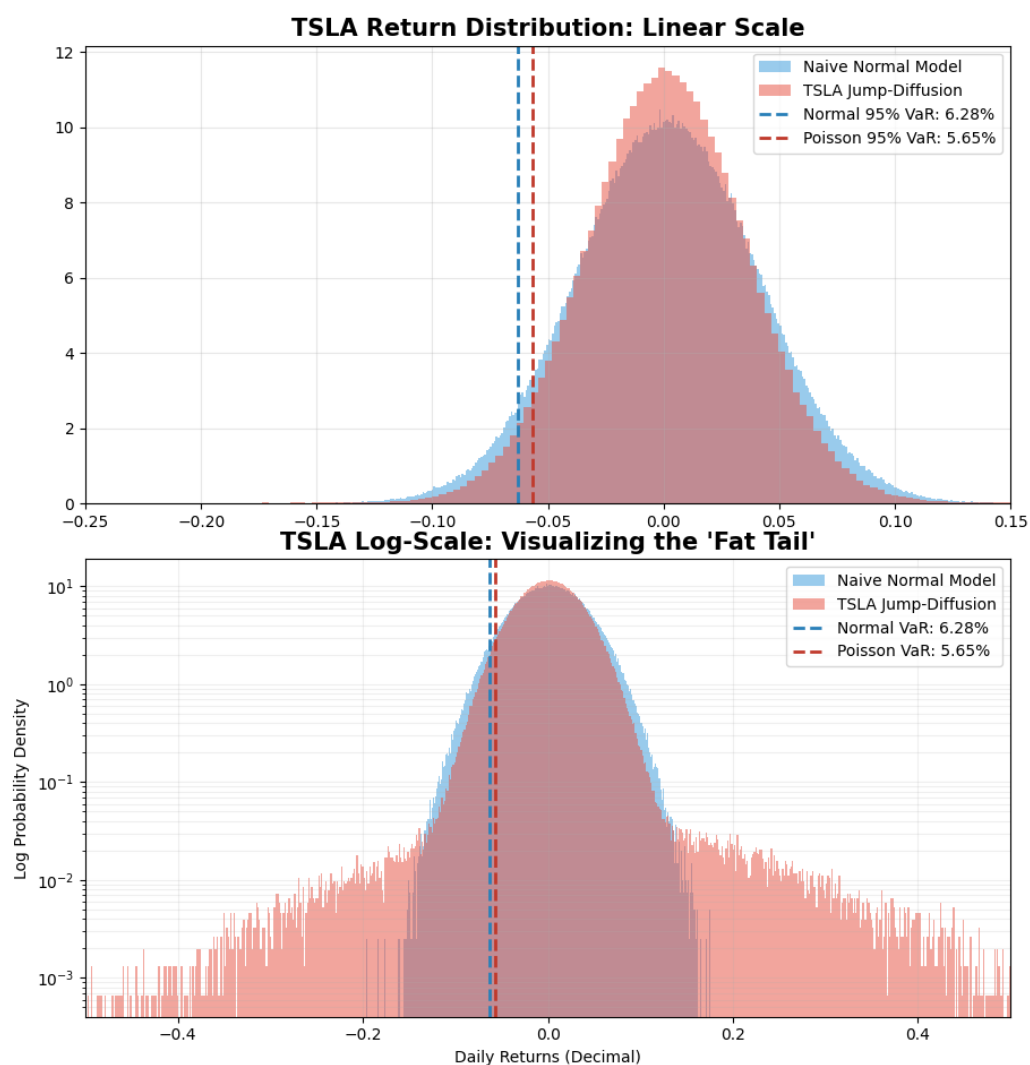 TSLA Return Distribution: Linear Scale
12
10
8
6
4
2
0
Naive Normal Model
TSLA Jump-Diffusion
Normal 95% VaR: 6.28%
Poisson 95% VaR: 5.65%
−0.25 −0.20 −0.15 −0.10 −0.05 0.00 0.05 0.10 0.15
TSLA Log-Scale: Visualizing the 'Fat Tail'
Log Probability Density
10¹
10⁰
10⁻¹
10⁻²
10⁻³
Naive Normal Model
TSLA Jump-Diffusion
Normal VaR: 6.28%
Poisson VaR: 5.65%
−0.4 −0.2 0.0 0.2 0.4
Daily Returns (Decimal)